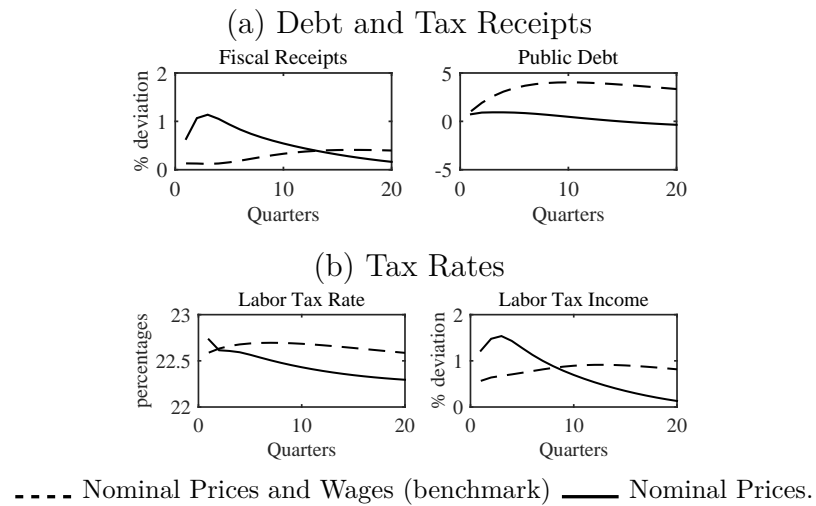 (a) Debt and Tax Receipts
Fiscal Receipts
Public Debt
% deviation
2
1
0
0
10
20
Quarters
5
0
-5
0
10
20
Quarters
(b) Tax Rates
Labor Tax Rate
Labor Tax Income
percentages
23
22.5
22
0
10
20
Quarters
% deviation
2
1
0
0
10
20
Quarters
Nominal Prices and Wages (benchmark) Nominal Prices.